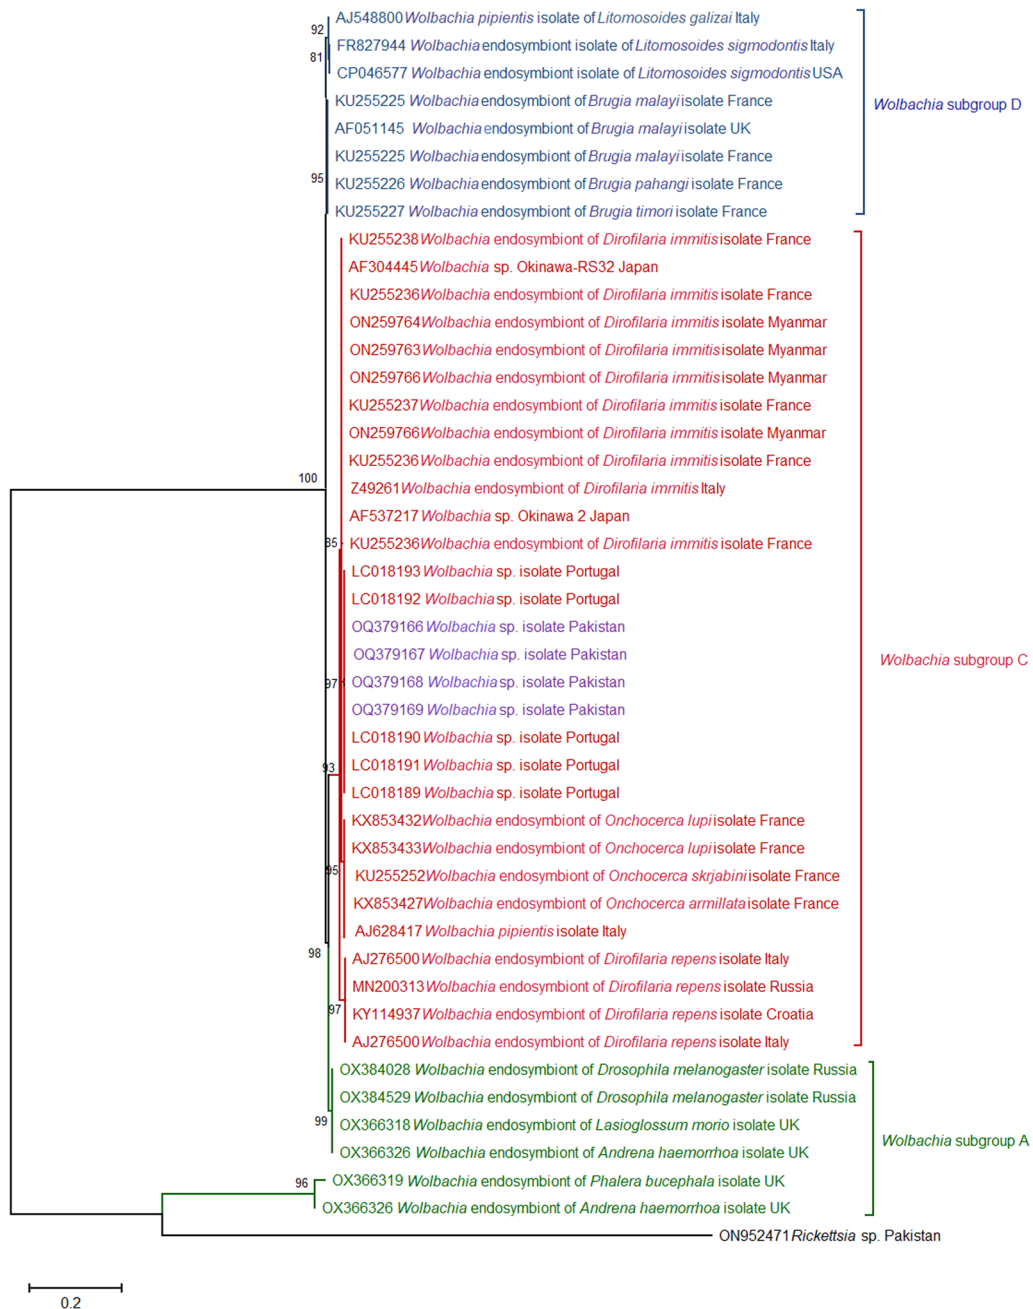 92
AJ548800 Wolbachia pipientis isolate of Litomosoides galizai Italy
FR827944 Wolbachia endosymbiont isolate of Litomosoides sigmodontis Italy
81
CP046577 Wolbachia endosymbiont isolate of Litomosoides sigmodontis USA
KU255225 Wolbachia endosymbiont of Brugia malayi isolate France
Wolbachia subgroup D
AF051145 Wolbachia endosymbiont of Brugia malayi isolate UK
KU255225 Wolbachia endosymbiont of Brugia malayi isolate France
95
KU255226 Wolbachia endosymbiont of Brugia pahangi isolate France
KU255227 Wolbachia endosymbiont of Brugia timori isolate France
KU255238 Wolbachia endosymbiont of Dirofilaria immitis isolate France
AF304445 Wolbachia sp. Okinawa-RS32 Japan
KU255236 Wolbachia endosymbiont of Dirofilaria immitis isolate France
ON259764 Wolbachia endosymbiont of Dirofilaria immitis isolate Myanmar
ON259763 Wolbachia endosymbiont of Dirofilaria immitis isolate Myanmar
ON259766 Wolbachia endosymbiont of Dirofilaria immitis isolate Myanmar
KU255237 Wolbachia endosymbiont of Dirofilaria immitis isolate France
ON259766 Wolbachia endosymbiont of Dirofilaria immitis isolate Myanmar
KU255236 Wolbachia endosymbiont of Dirofilaria immitis isolate France
100
Z49261 Wolbachia endosymbiont of Dirofilaria immitis Italy
AF537217 Wolbachia sp. Okinawa 2 Japan
85
KU255236 Wolbachia endosymbiont of Dirofilaria immitis isolate France
LC018193 Wolbachia sp. isolate Portugal
LC018192 Wolbachia sp. isolate Portugal
OQ379166 Wolbachia sp. isolate Pakistan
OQ379167 Wolbachia sp. isolate Pakistan
Wolbachia subgroup C
97
OQ379168 Wolbachia sp. isolate Pakistan
OQ379169 Wolbachia sp. isolate Pakistan
LC018190 Wolbachia sp. isolate Portugal
93
LC018191 Wolbachia sp. isolate Portugal
LC018189 Wolbachia sp. isolate Portugal
KX853432 Wolbachia endosymbiont of Onchocerca lupi isolate France
KX853433 Wolbachia endosymbiont of Onchocerca lupi isolate France
95
KU255252 Wolbachia endosymbiont of Onchocerca skrjabini isolate France
KX853427 Wolbachia endosymbiont of Onchocerca armillata isolate France
AJ628417 Wolbachia pipientis isolate Italy
98
AJ276500 Wolbachia endosymbiont of Dirofilaria repens isolate Italy
MN200313 Wolbachia endosymbiont of Dirofilaria repens isolate Russia
97
KY114937 Wolbachia endosymbiont of Dirofilaria repens isolate Croatia
AJ276500 Wolbachia endosymbiont of Dirofilaria repens isolate Italy
OX384028 Wolbachia endosymbiont of Drosophila melanogaster isolate Russia
OX384529 Wolbachia endosymbiont of Drosophila melanogaster isolate Russia
99
OX366318 Wolbachia endosymbiont of Lasioglossum morio isolate UK
Wolbachia subgroup A
OX366326 Wolbachia endosymbiont of Andrena haemorrhoa isolate UK
96
OX366319 Wolbachia endosymbiont of Phalera bucephala isolate UK
OX366326 Wolbachia endosymbiont of Andrena haemorrhoa isolate UK
ON952471 Rickettsia sp. Pakistan
0.2